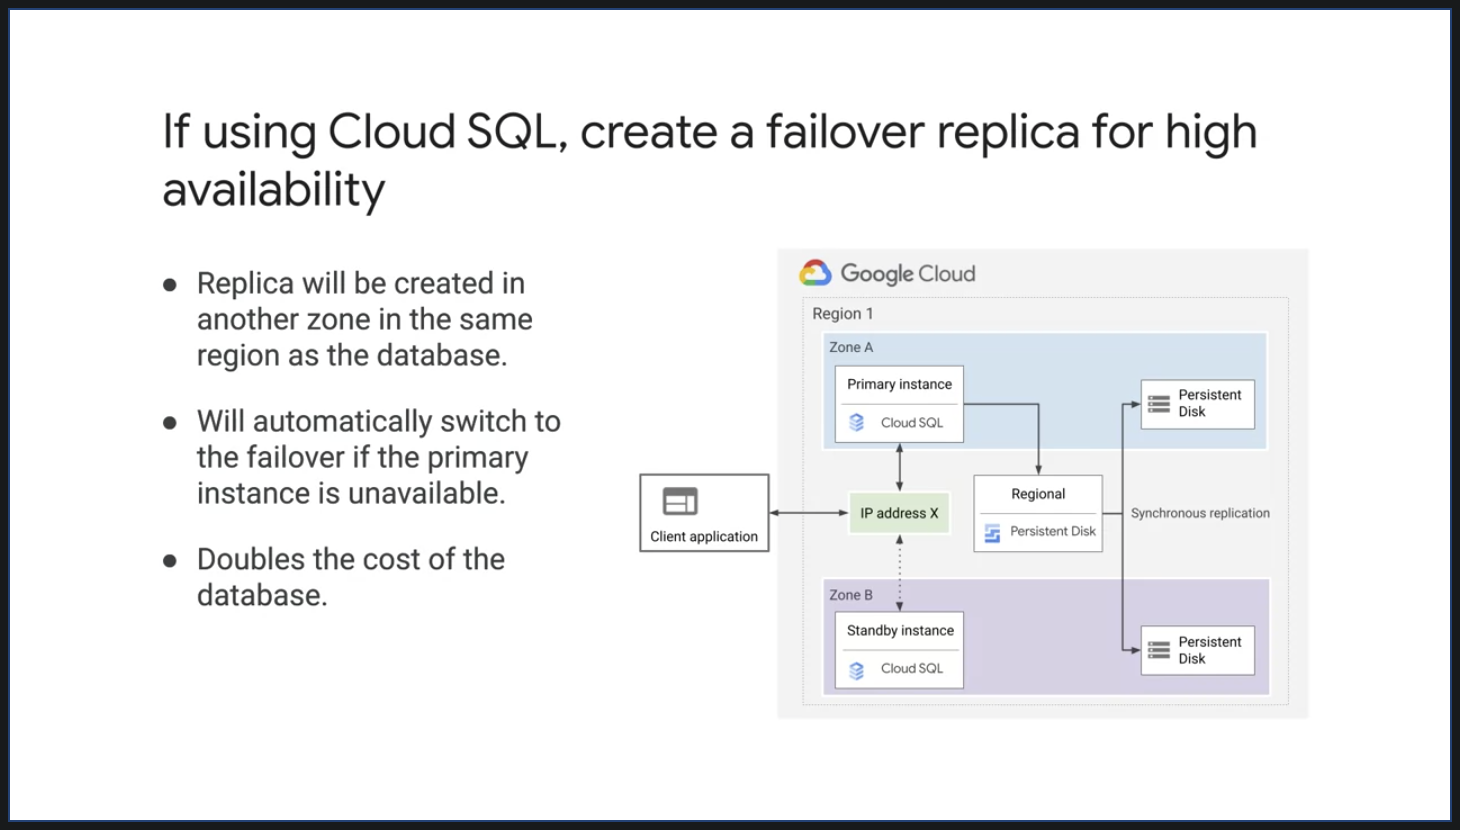 If using Cloud SQL, create a failover replica for high
availability
● Replica will be created in
another zone in the same
region as the database.
● Will automatically switch to
the failover if the primary
instance is unavailable.
● Doubles the cost of the
database.
Google Cloud
Region 1
Zone A
Primary instance
Cloud SQL
Persistent
Disk
Client application
IP address X
Regional
Persistent Disk
Synchronous replication
Zone B
Standby instance
Cloud SQL
Persistent
Disk